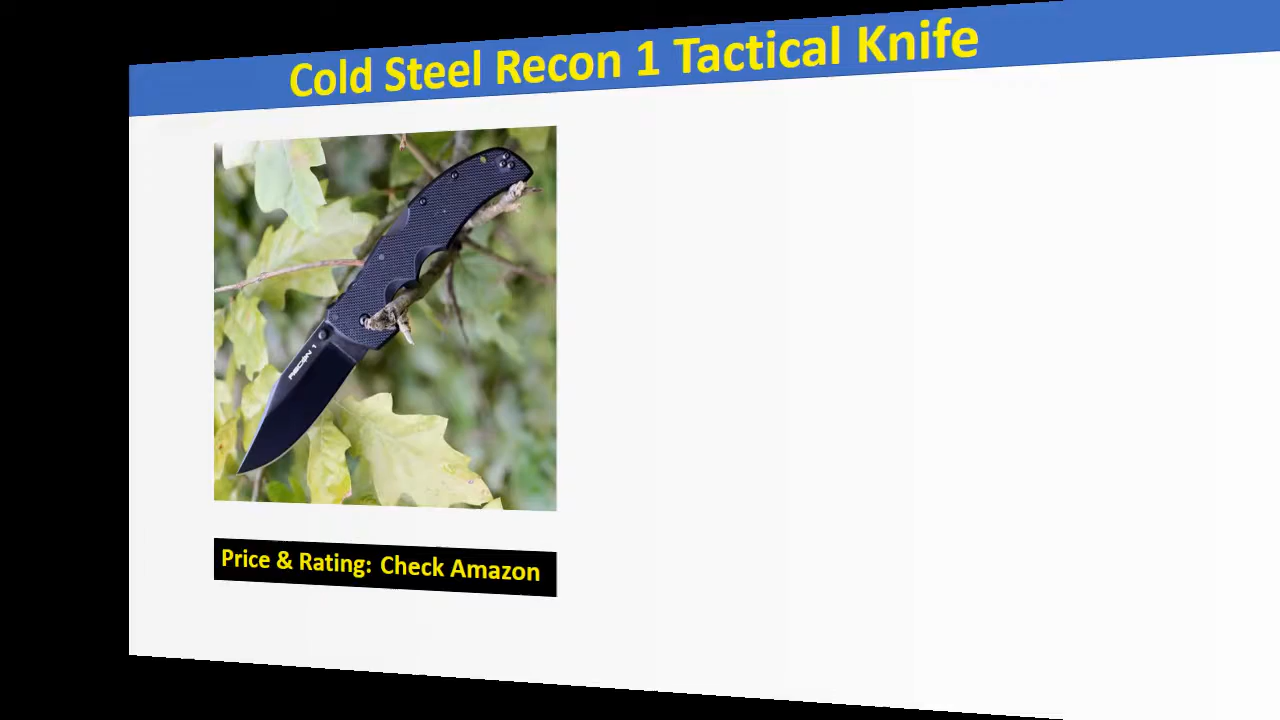 Cold Steel Recon 1 Tactical Knife
RECON 1
Price & Rating: Check Amazon